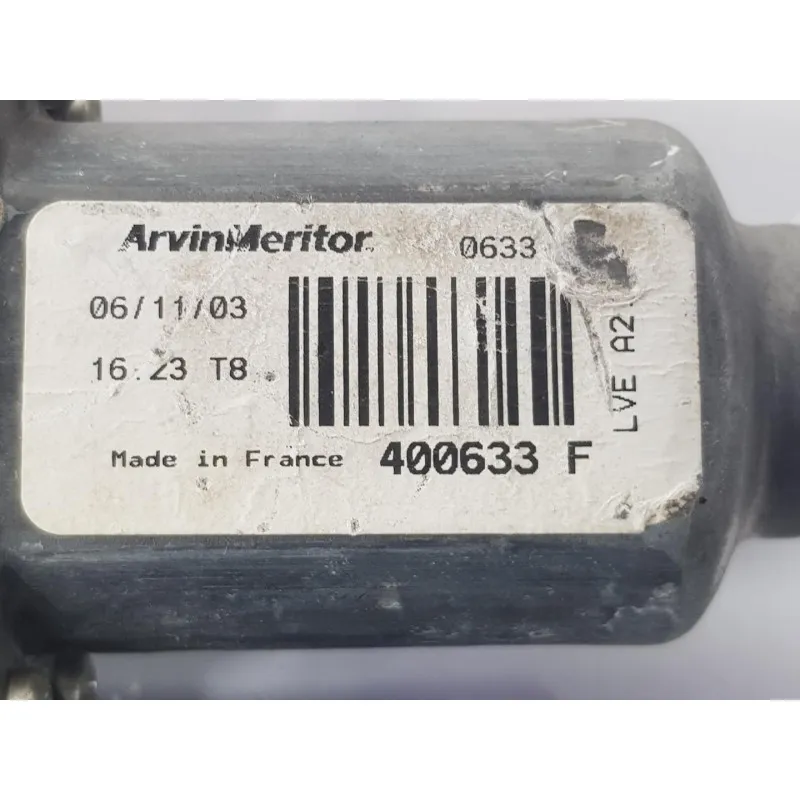 ArvinMeritor 0633
06/11/03
16.23 T8
Made in France 400633 F
LVE A2